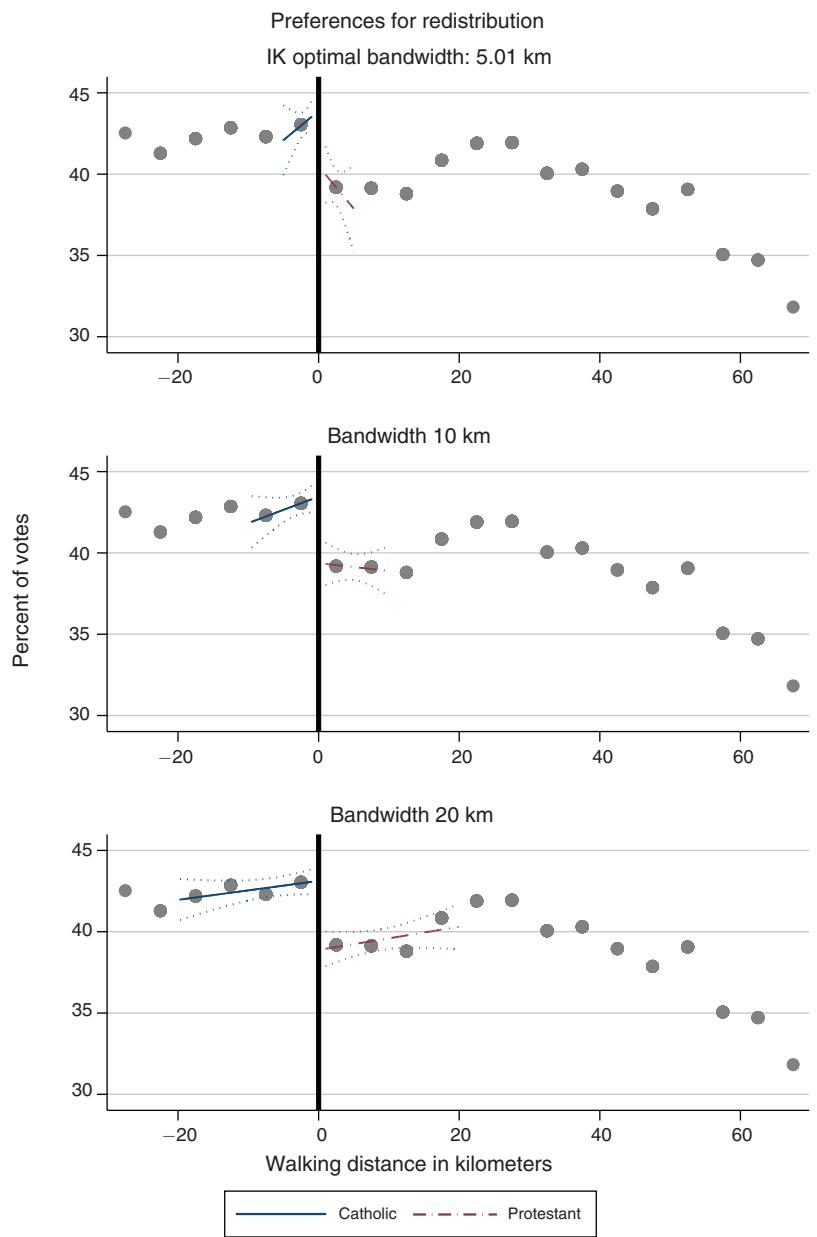 Preferences for redistribution
IK optimal bandwidth: 5.01 km
45
40
35
30
−20 0 20 40 60
Bandwidth 10 km
45
40
35
30
−20 0 20 40 60
Bandwidth 20 km
45
40
35
30
−20 0 20 40 60
Percent of votes
Walking distance in kilometers
Catholic Protestant